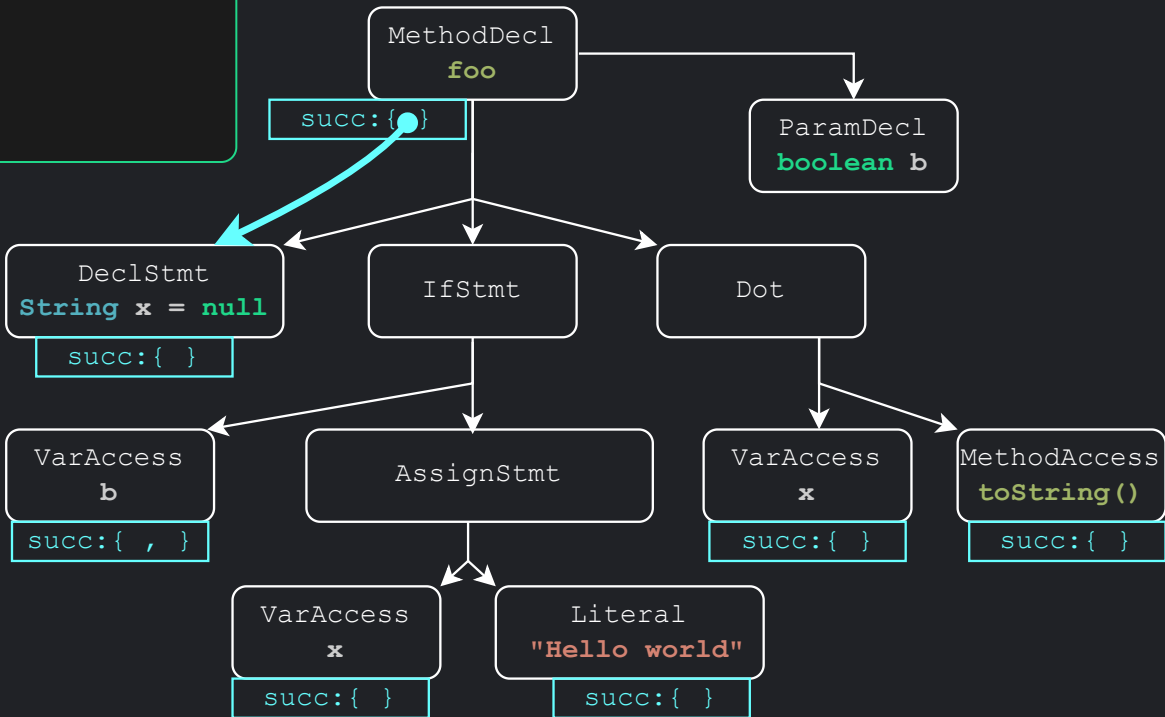 MethodDecl
foo
succ:{ }
ParamDecl
boolean b
DeclStmt
String x = null
succ:{ }
IfStmt
Dot
VarAccess
b
succ:{ , }
AssignStmt
VarAccess
x
succ:{ }
MethodAccess
toString()
succ:{ }
VarAccess
x
succ:{ }
Literal
"Hello world"
succ:{ }